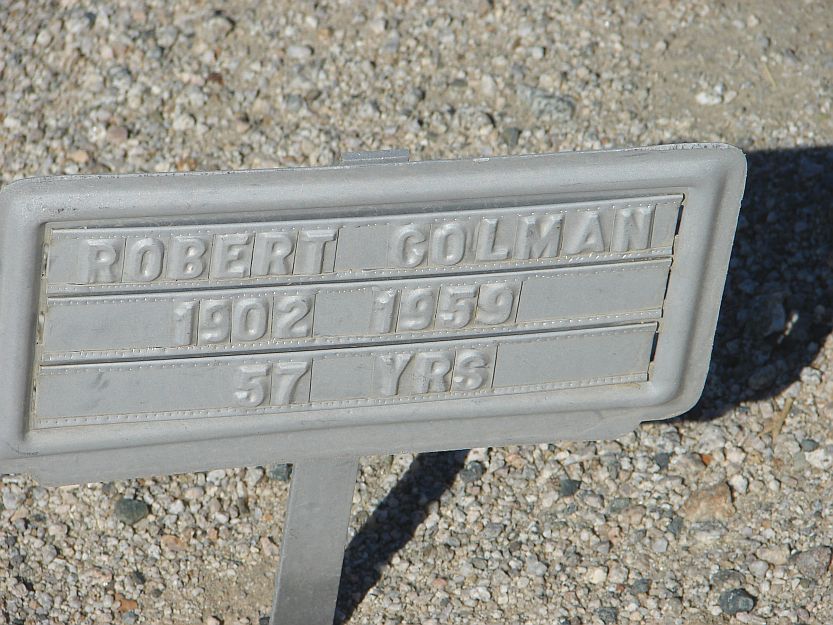 ROBERT COLMAN
1902 1959
57 YRS